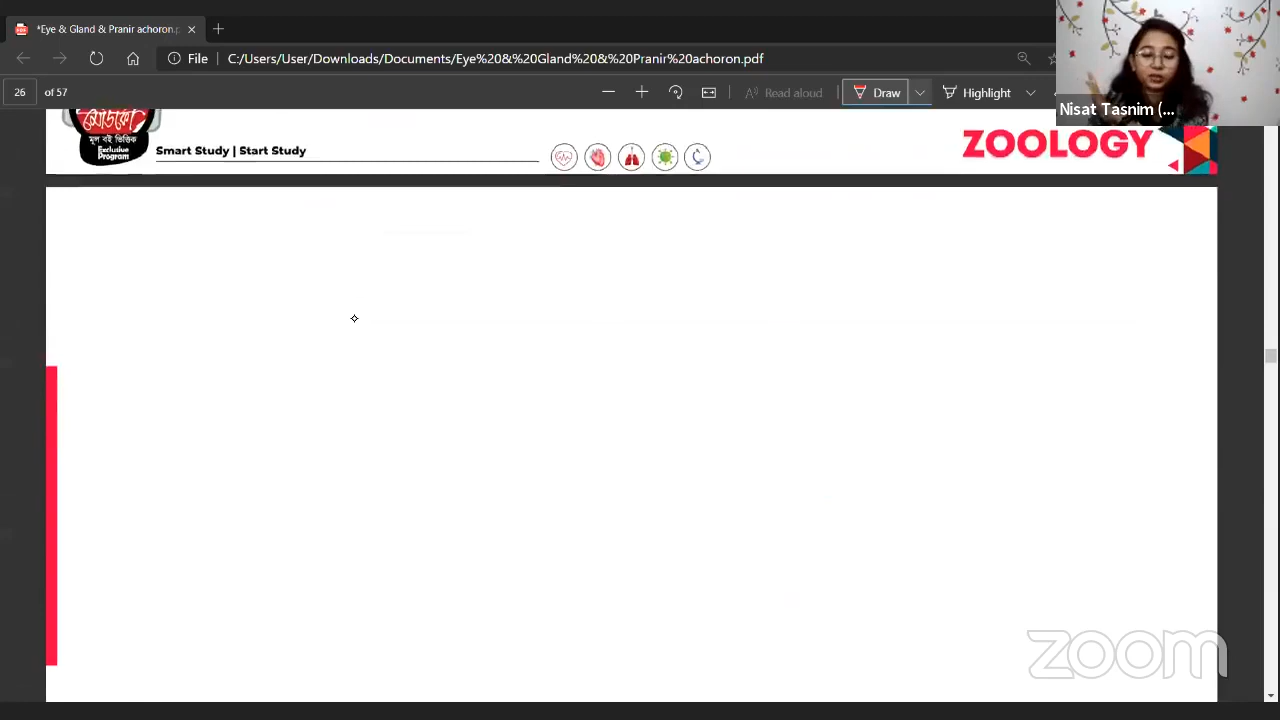 *Eye & Gland & Pranir achoron.p
File C:/Users/User/Downloads/Documents/Eye%20&%20Gland%20&%20Pranir%20achoron.pdf
26 of 57
Read aloud Draw Highlight
Nisat Tasnim (...
মূল বই ভিত্তিক
Exclusive
Program
Smart Study | Start Study
ZOOLOGY
zoom